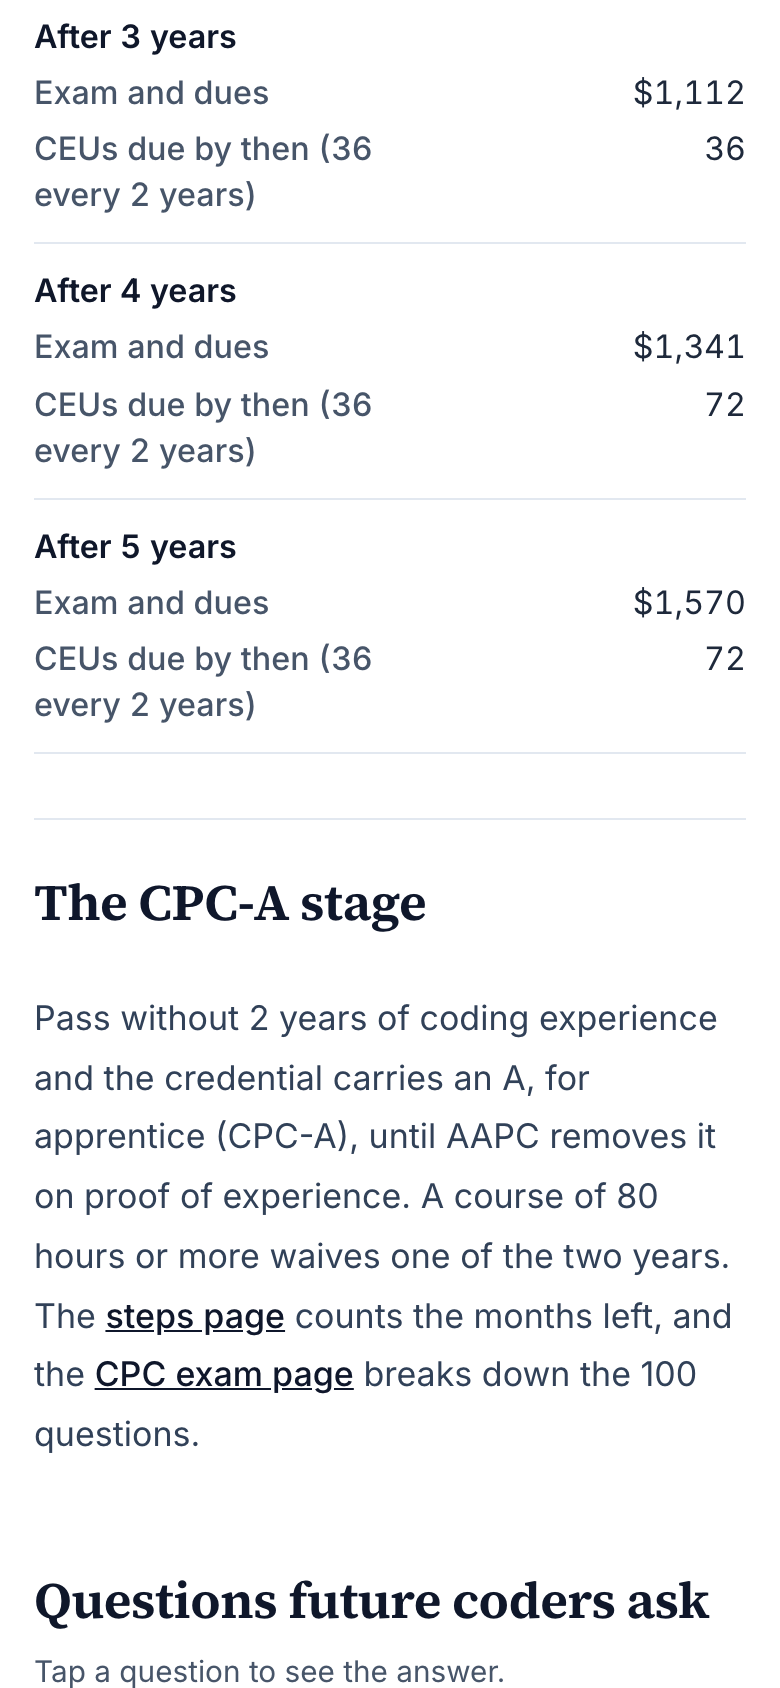 After 3 years
Exam and dues $1,112
CEUs due by then (36 36
every 2 years)
After 4 years
Exam and dues $1,341
CEUs due by then (36 72
every 2 years)
After 5 years
Exam and dues $1,570
CEUs due by then (36 72
every 2 years)
The CPC-A stage
Pass without 2 years of coding experience
and the credential carries an A, for
apprentice (CPC-A), until AAPC removes it
on proof of experience. A course of 80
hours or more waives one of the two years.
The steps page counts the months left, and
the CPC exam page breaks down the 100
questions.
Questions future coders ask
Tap a question to see the answer.